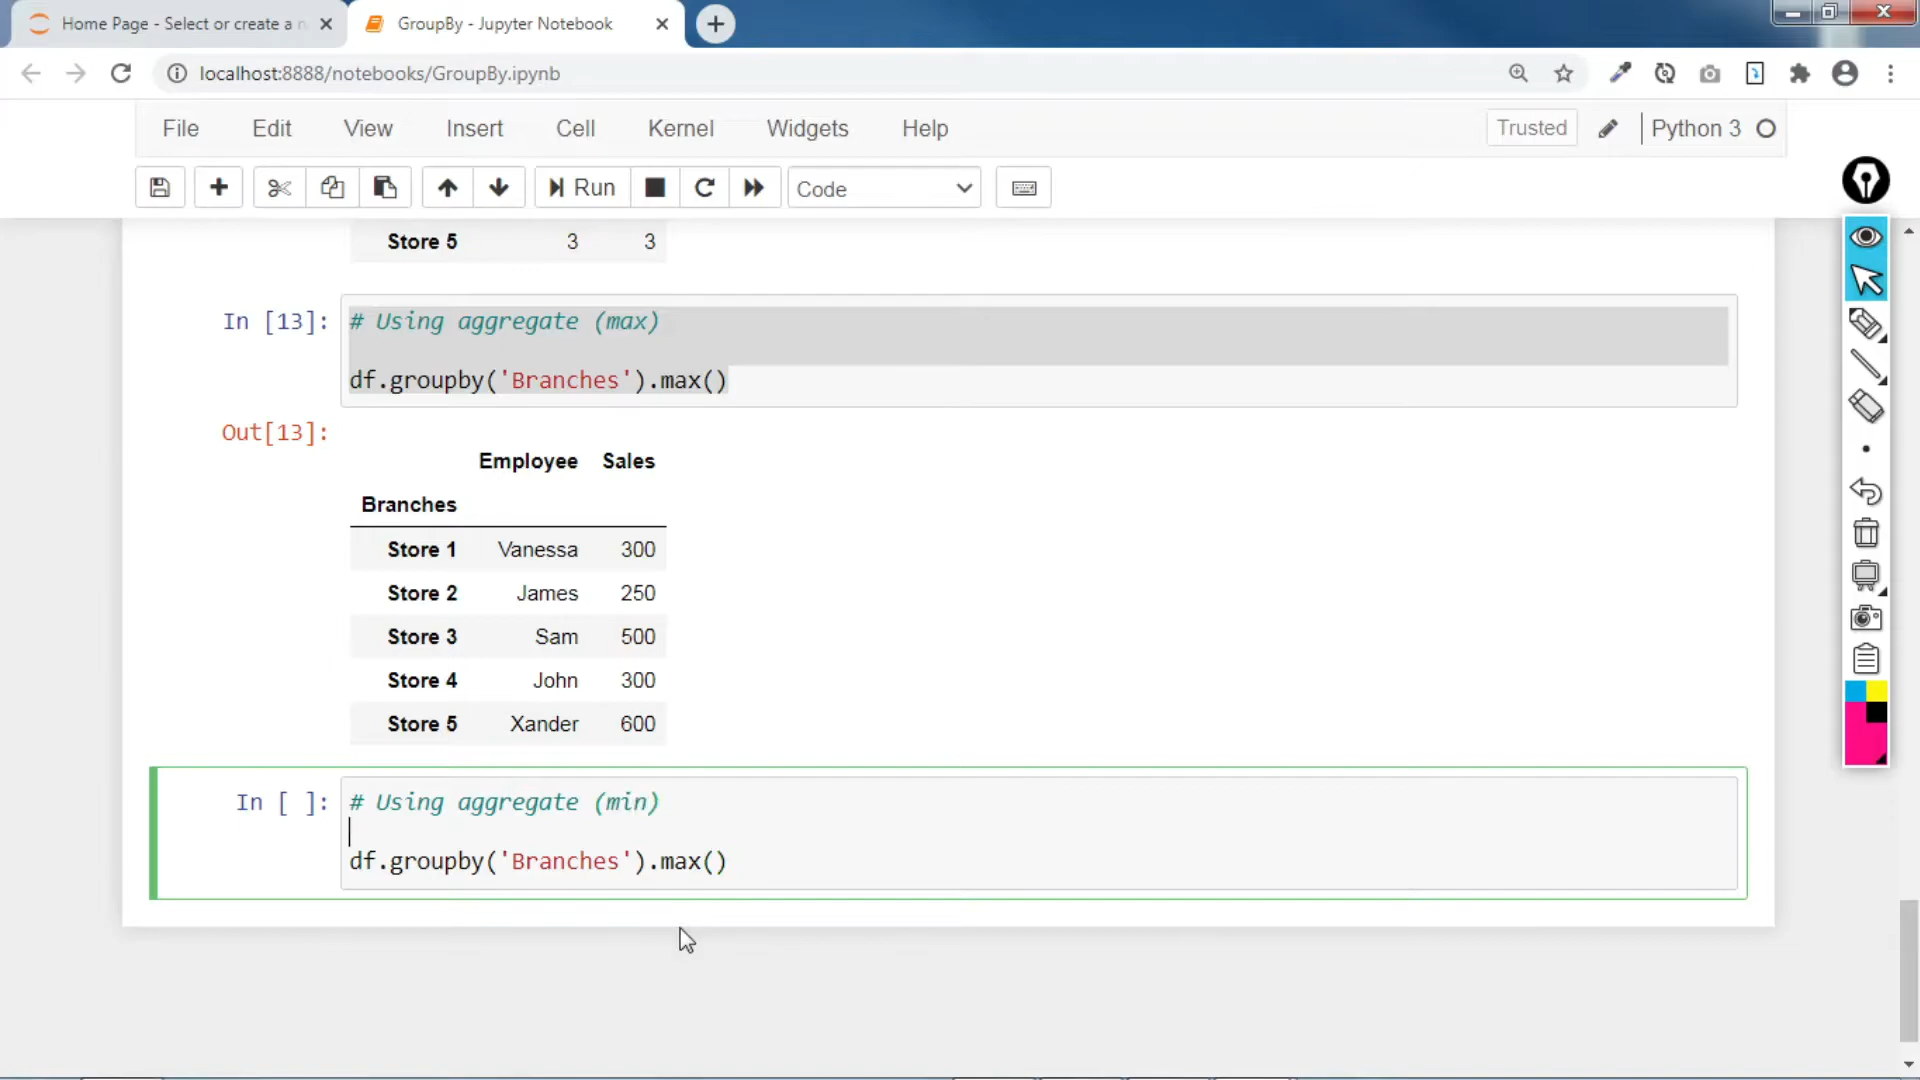 Home Page - Select or create a n
GroupBy - Jupyter Notebook
localhost:8888/notebooks/GroupBy.ipynb
File Edit View Insert Cell Kernel Widgets Help Trusted Python 3
Run Code
Store 5 3 3
In [13]: # Using aggregate (max)
df.groupby('Branches').max()
Out[13]:
Employee Sales
Branches
Store 1 Vanessa 300
Store 2 James 250
Store 3 Sam 500
Store 4 John 300
Store 5 Xander 600
In [ ]: # Using aggregate (min)
df.groupby('Branches').max()